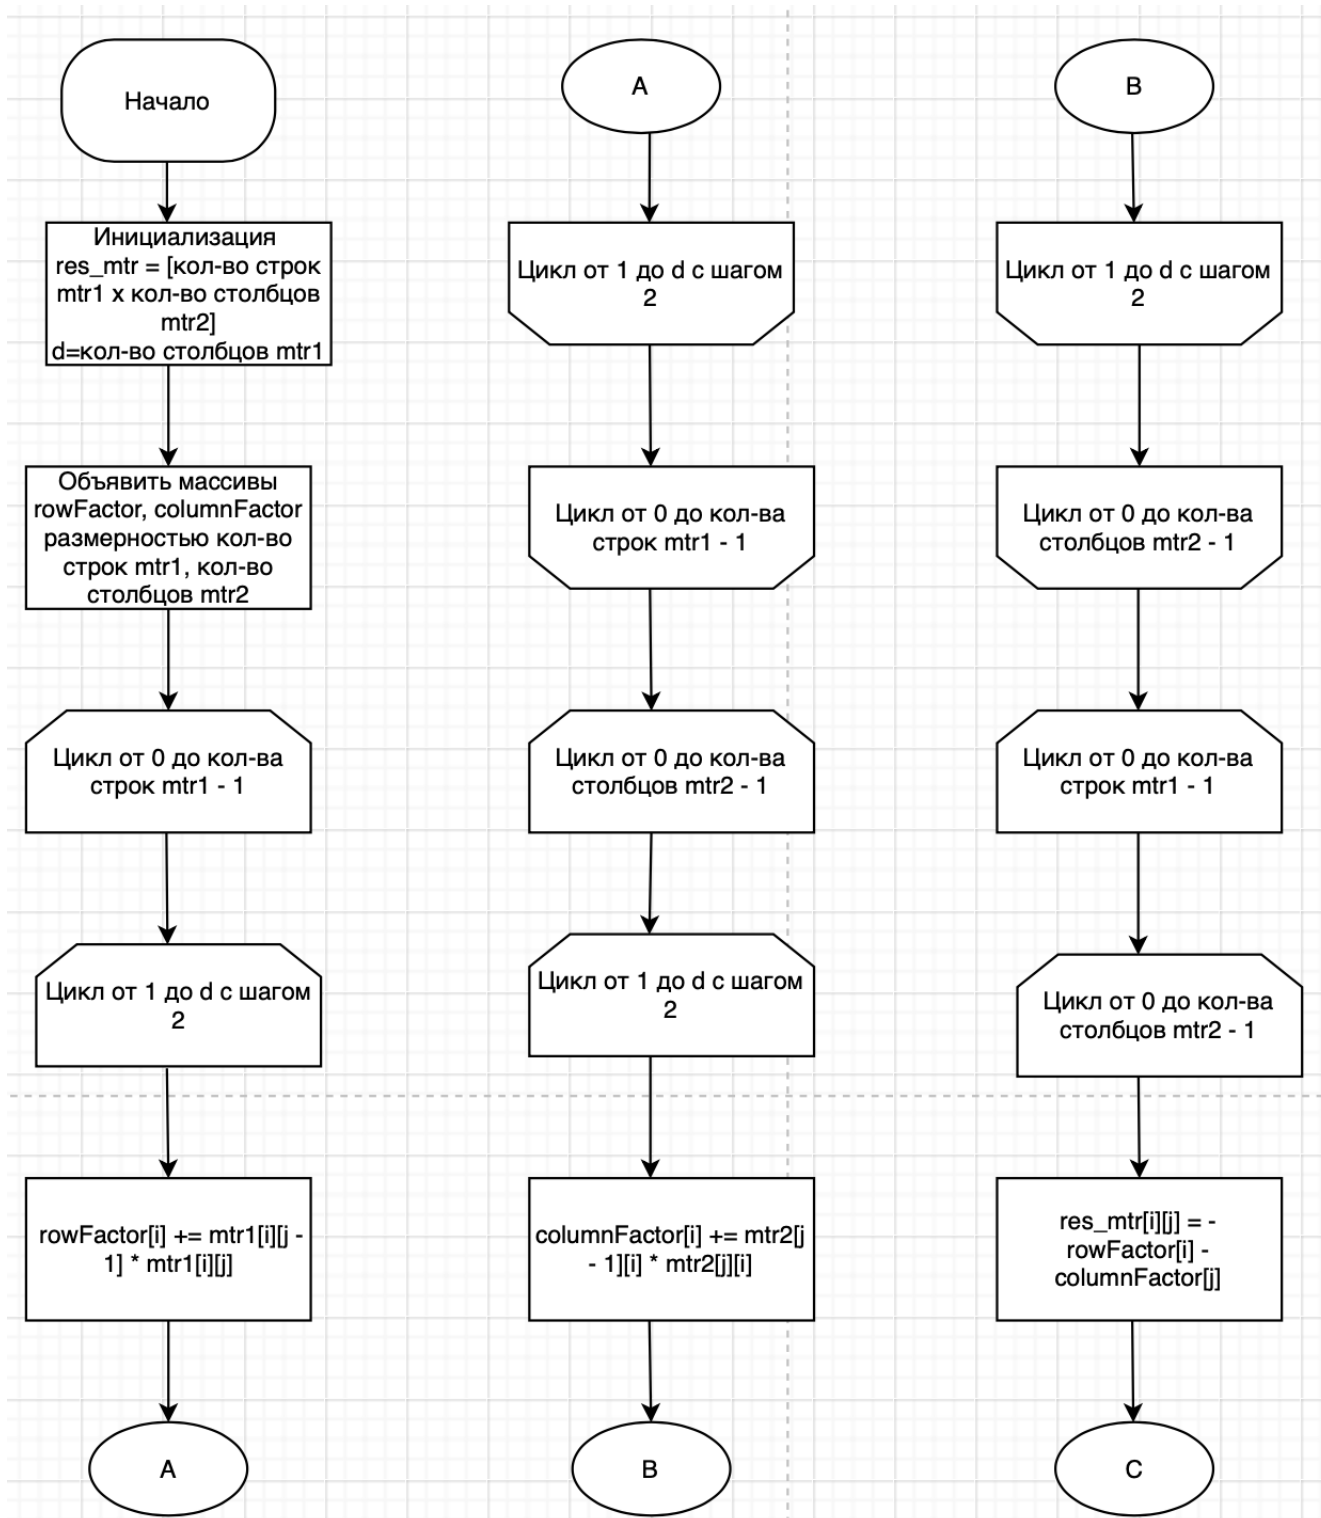 Начало
Инициализация
res_mtr = [кол-во строк
mtr1 x кол-во столбцов
mtr2]
d=кол-во столбцов mtr1
Объявить массивы
rowFactor, columnFactor
размерностью кол-во
строк mtr1, кол-во
столбцов mtr2
Цикл от 0 до кол-ва
строк mtr1 - 1
Цикл от 1 до d с шагом
2
rowFactor[i] += mtr1[i][j -
1] * mtr1[i][j]
A
A
Цикл от 1 до d с шагом
2
Цикл от 0 до кол-ва
строк mtr1 - 1
Цикл от 0 до кол-ва
столбцов mtr2 - 1
Цикл от 1 до d с шагом
2
columnFactor[i] += mtr2[j
- 1][i] * mtr2[j][i]
B
B
Цикл от 1 до d с шагом
2
Цикл от 0 до кол-ва
столбцов mtr2 - 1
Цикл от 0 до кол-ва
строк mtr1 - 1
Цикл от 0 до кол-ва
столбцов mtr2 - 1
res_mtr[i][j] = -
rowFactor[i] -
columnFactor[j]
C